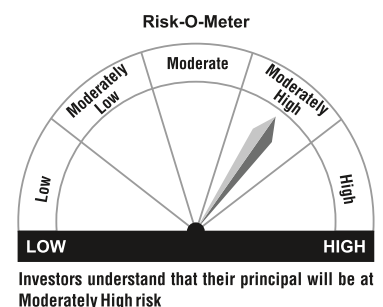 Risk-O-Meter
Moderate
Moderately
Low
Moderately
High
Low
High
LOW
HIGH
Investors understand that their principal will be at
Moderately High risk